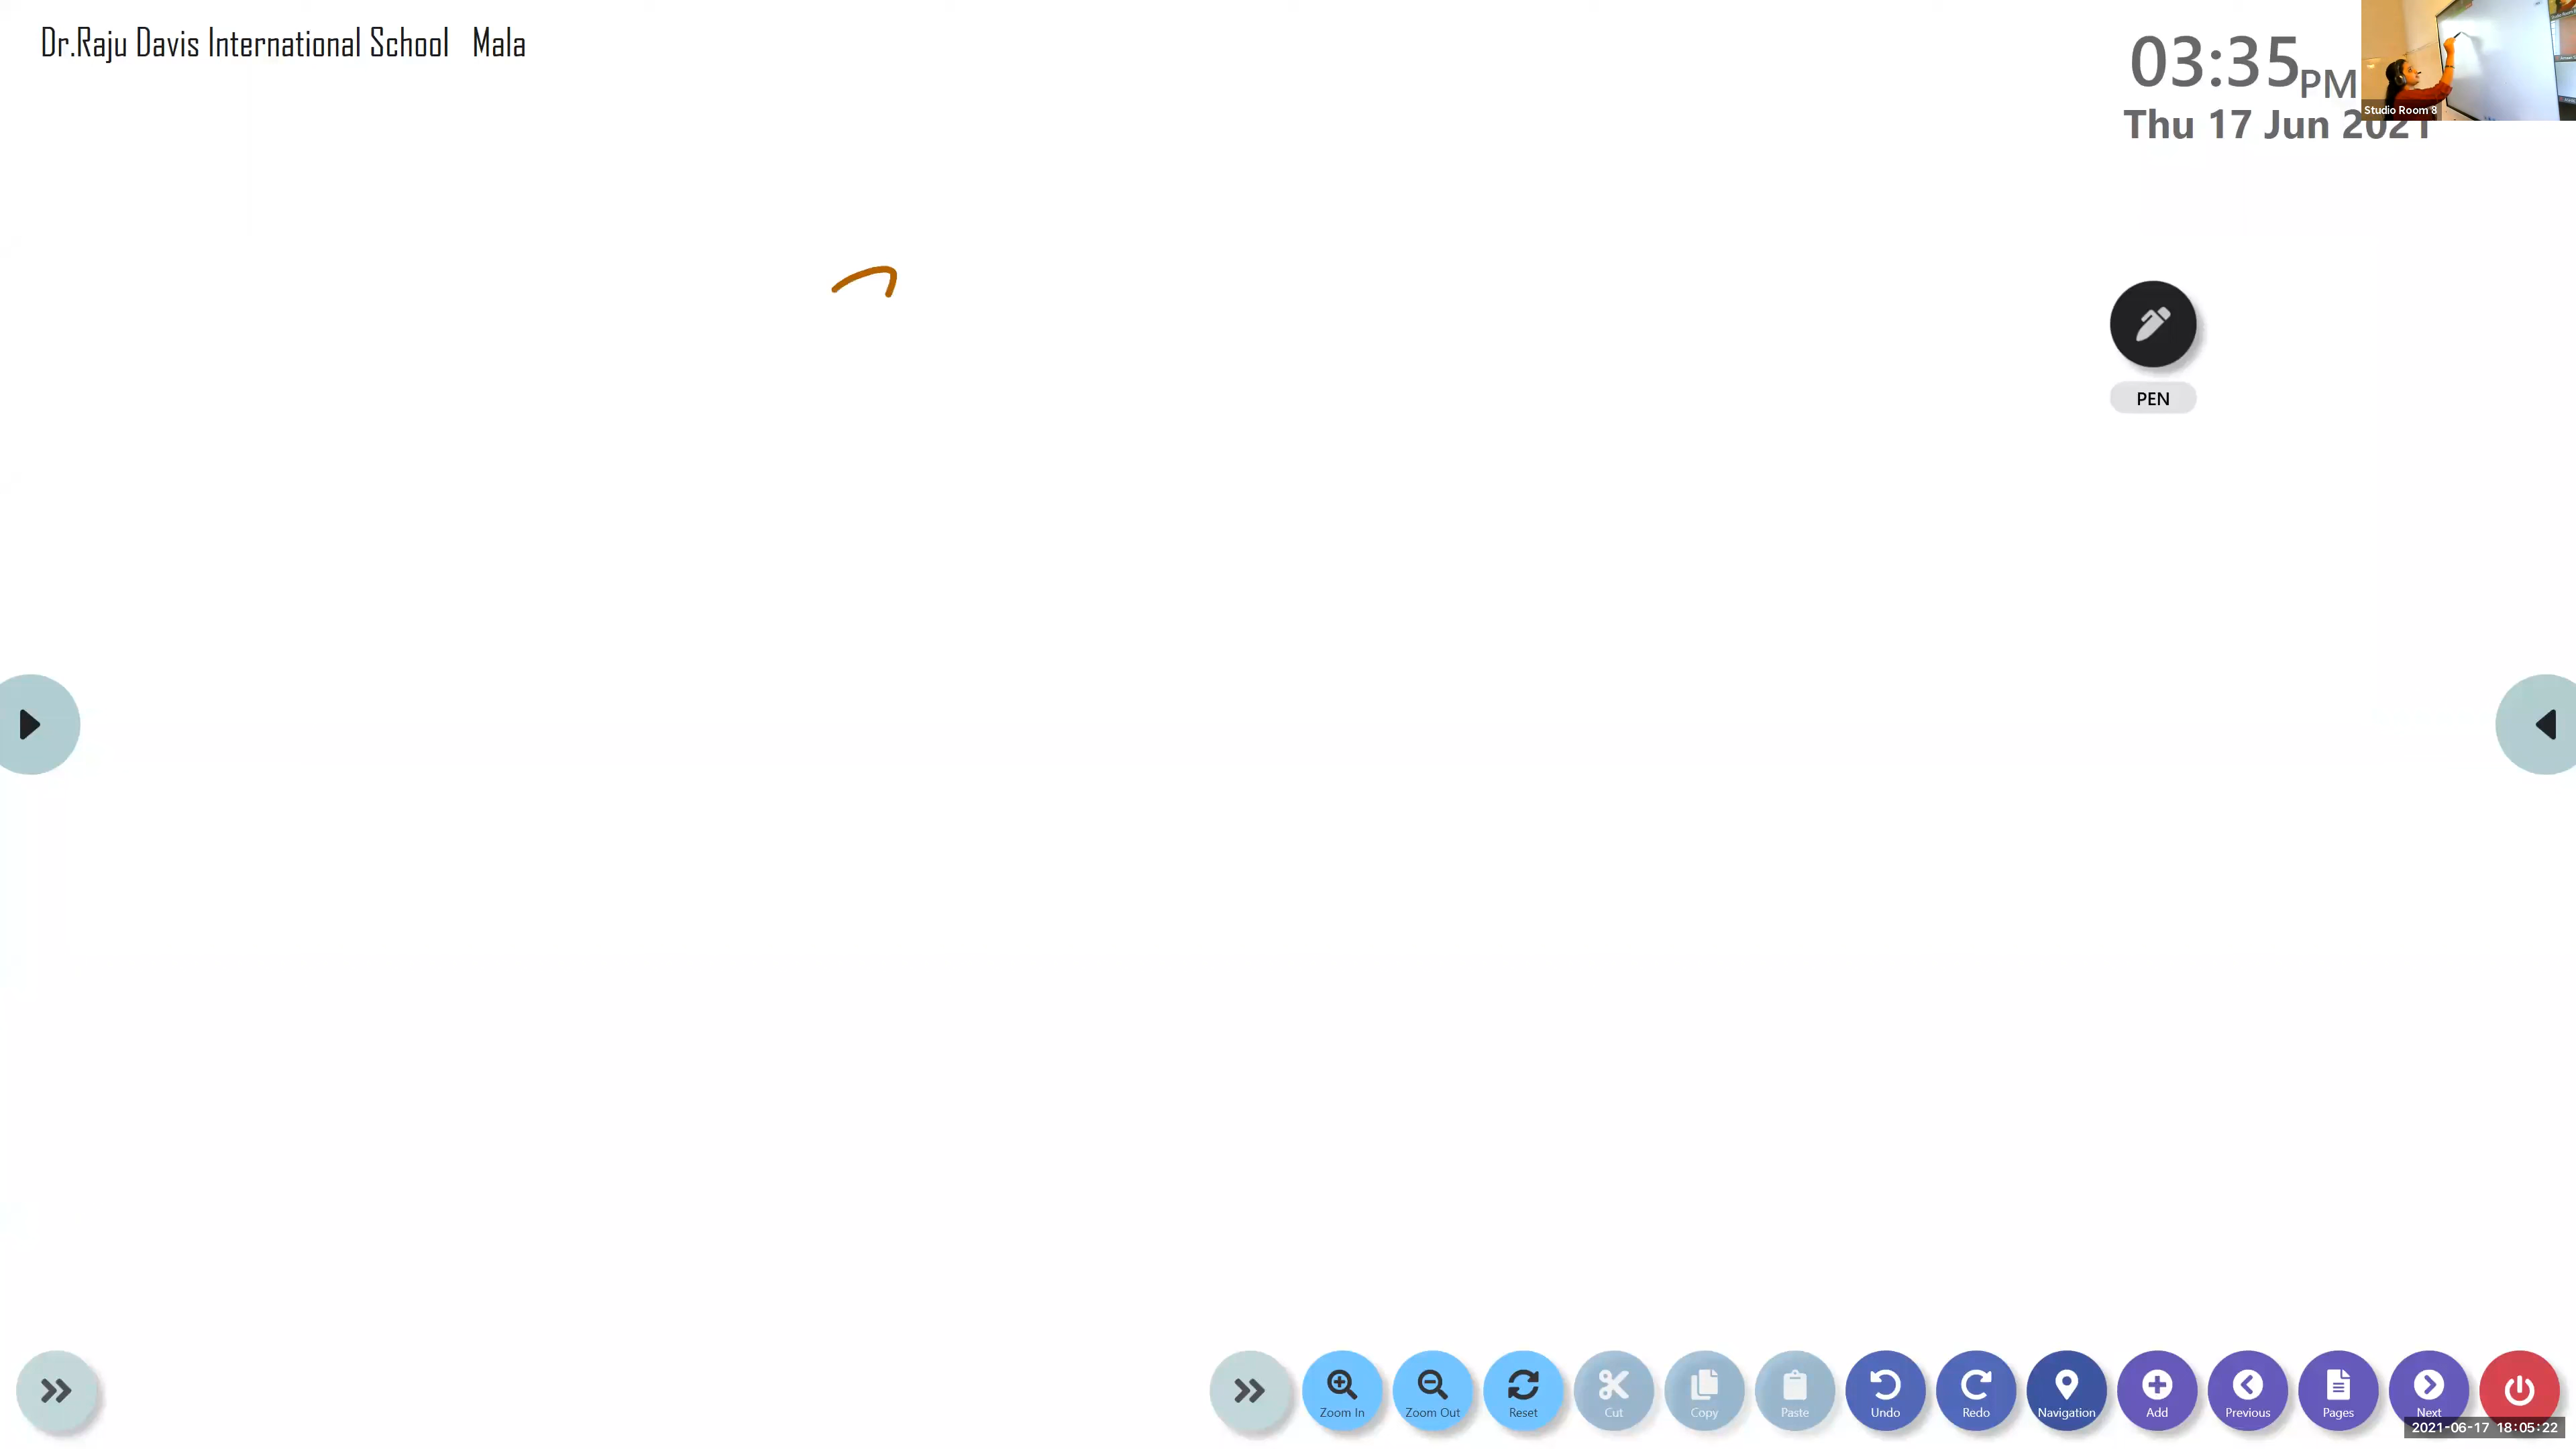 Dr.Raju Davis International School Mala
03:35PM
Thu 17 Jun 2021
Studio Room 8
PEN
Zoom In
Zoom Out
Reset
Cut
Copy
Paste
Undo
Redo
Navigation
Add
Previous
Pages
Next
2021-06-17 18:05:22